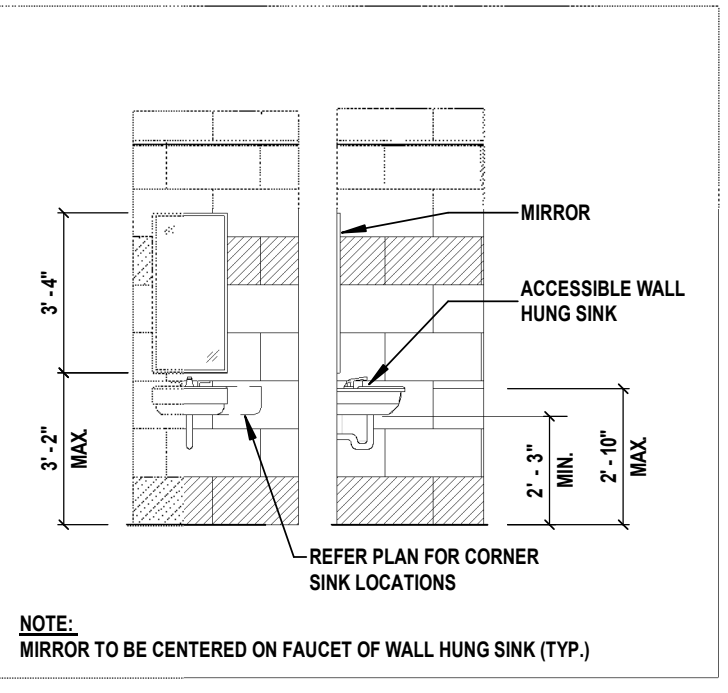 MIRROR
3' - 4"
ACCESSIBLE WALL
HUNG SINK
3' - 2"
MAX.
2' - 3"
MIN.
2' - 10"
MAX.
REFER PLAN FOR CORNER
SINK LOCATIONS
NOTE:
MIRROR TO BE CENTERED ON FAUCET OF WALL HUNG SINK (TYP.)